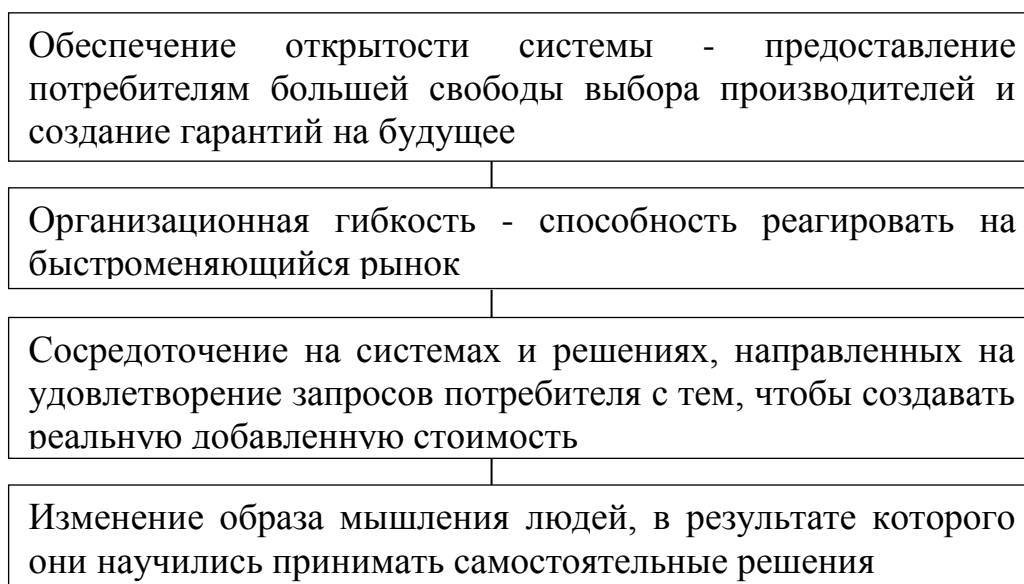 Обеспечение открытости системы - предоставление
потребителям большей свободы выбора производителей и
создание гарантий на будущее
Организационная гибкость - способность реагировать на
быстроменяющийся рынок
Сосредоточение на системах и решениях, направленных на
удовлетворение запросов потребителя с тем, чтобы создавать
реальную добавленную стоимость
Изменение образа мышления людей, в результате которого
они научились принимать самостоятельные решения